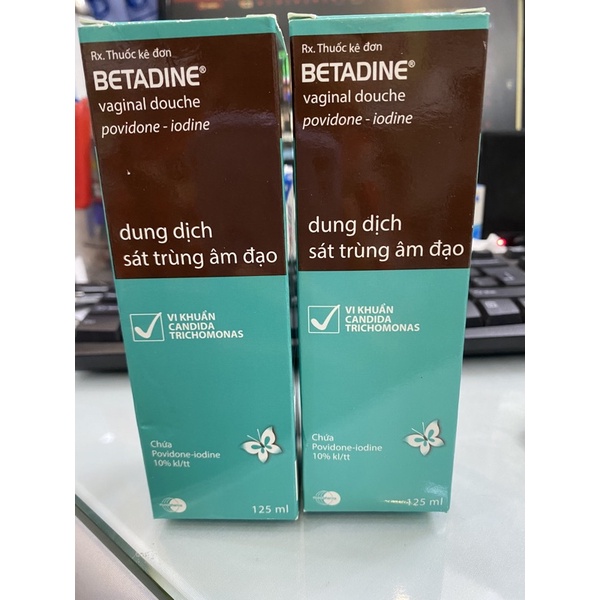 Rx. Thuốc kê đơn
BETADINE®
vaginal douche
povidone - iodine
dung dịch
sát trùng âm đạo
VI KHUẨN
CANDIDA
TRICHOMONAS
Chứa
Povidone-iodine
10% kl/tt
125 ml
Rx. Thuốc kê đơn
BETADINE®
vaginal douche
povidone - iodine
dung dịch
sát trùng âm đạo
VI KHUẨN
CANDIDA
TRICHOMONAS
Chứa
Povidone-iodine
10% kl/tt
125 ml